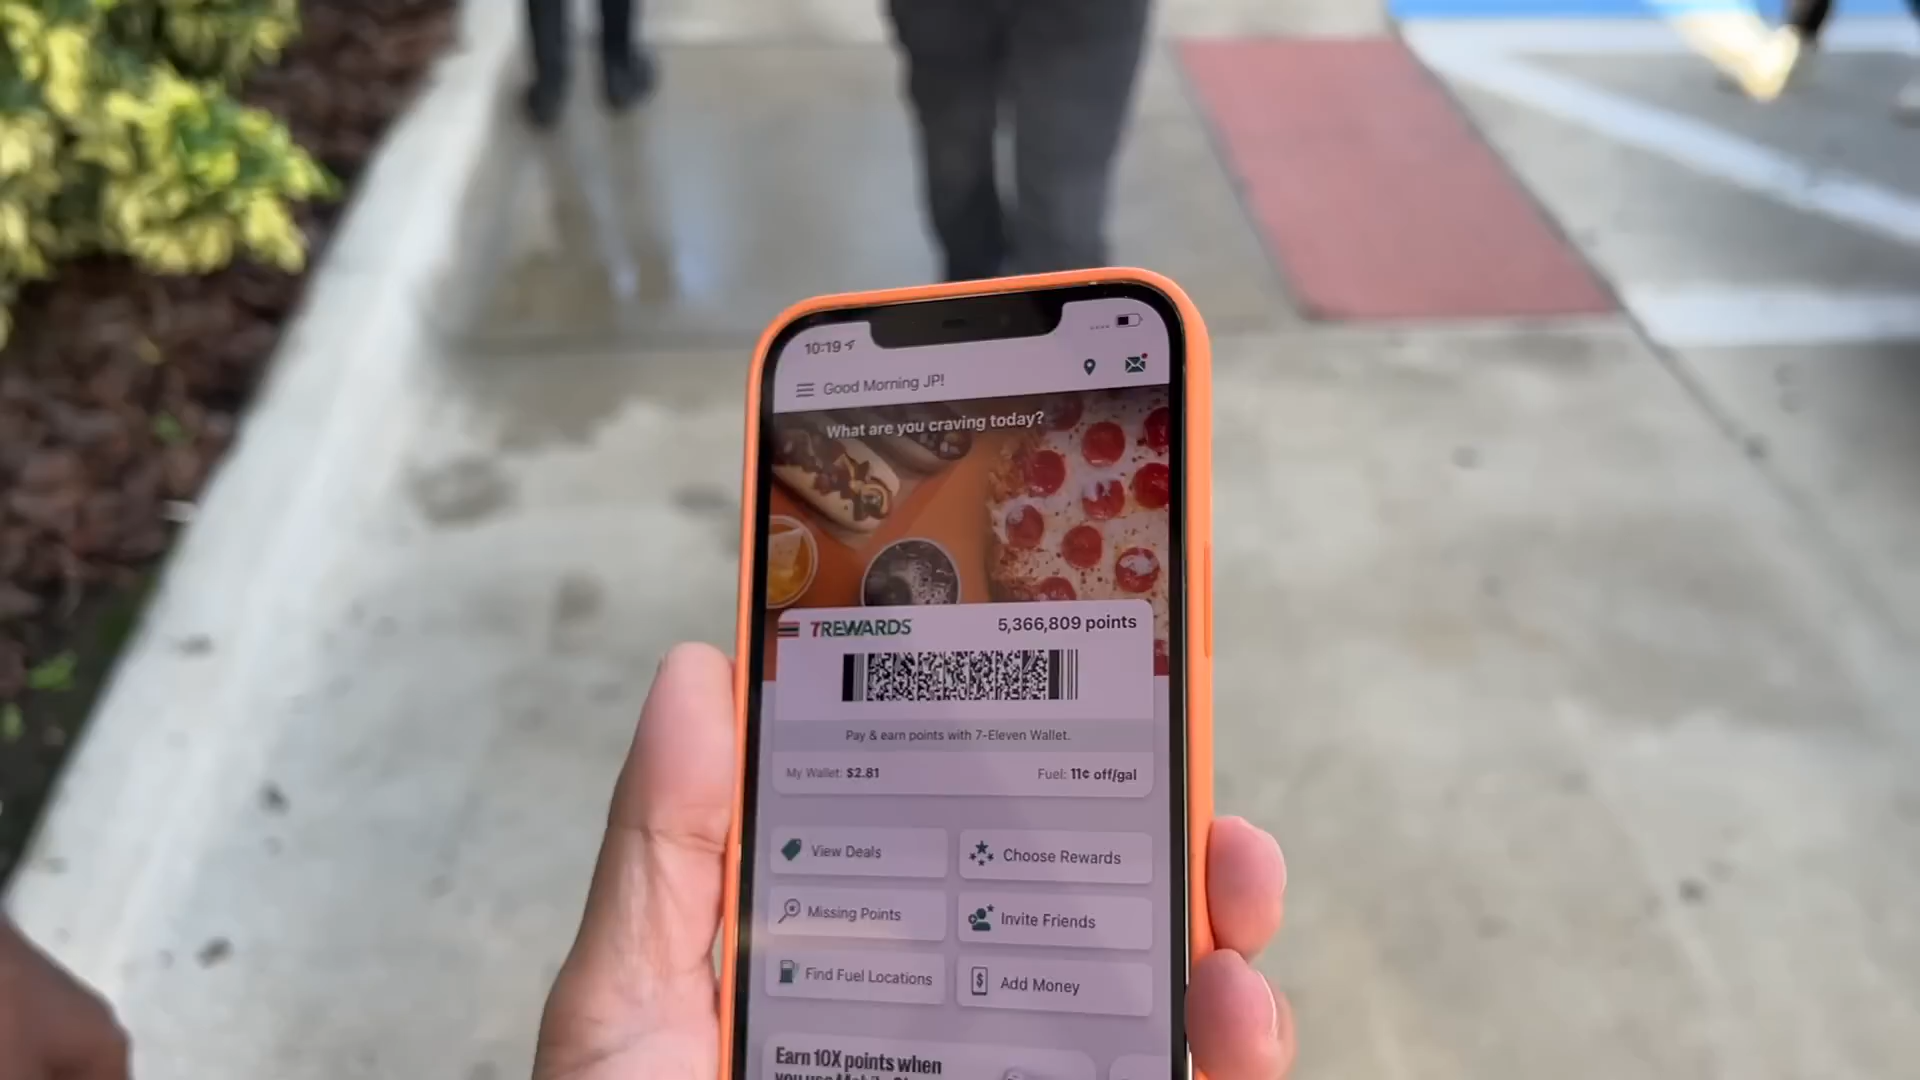 10:19
Good Morning JP!
What are you craving today?
7REWARDS
5,366,809 points
Pay & earn points with 7-Eleven Wallet.
My Wallet: $2.81
Fuel: 11¢ off/gal
View Deals
Choose Rewards
Missing Points
Invite Friends
Find Fuel Locations
Add Money
Earn 10X points when
you use